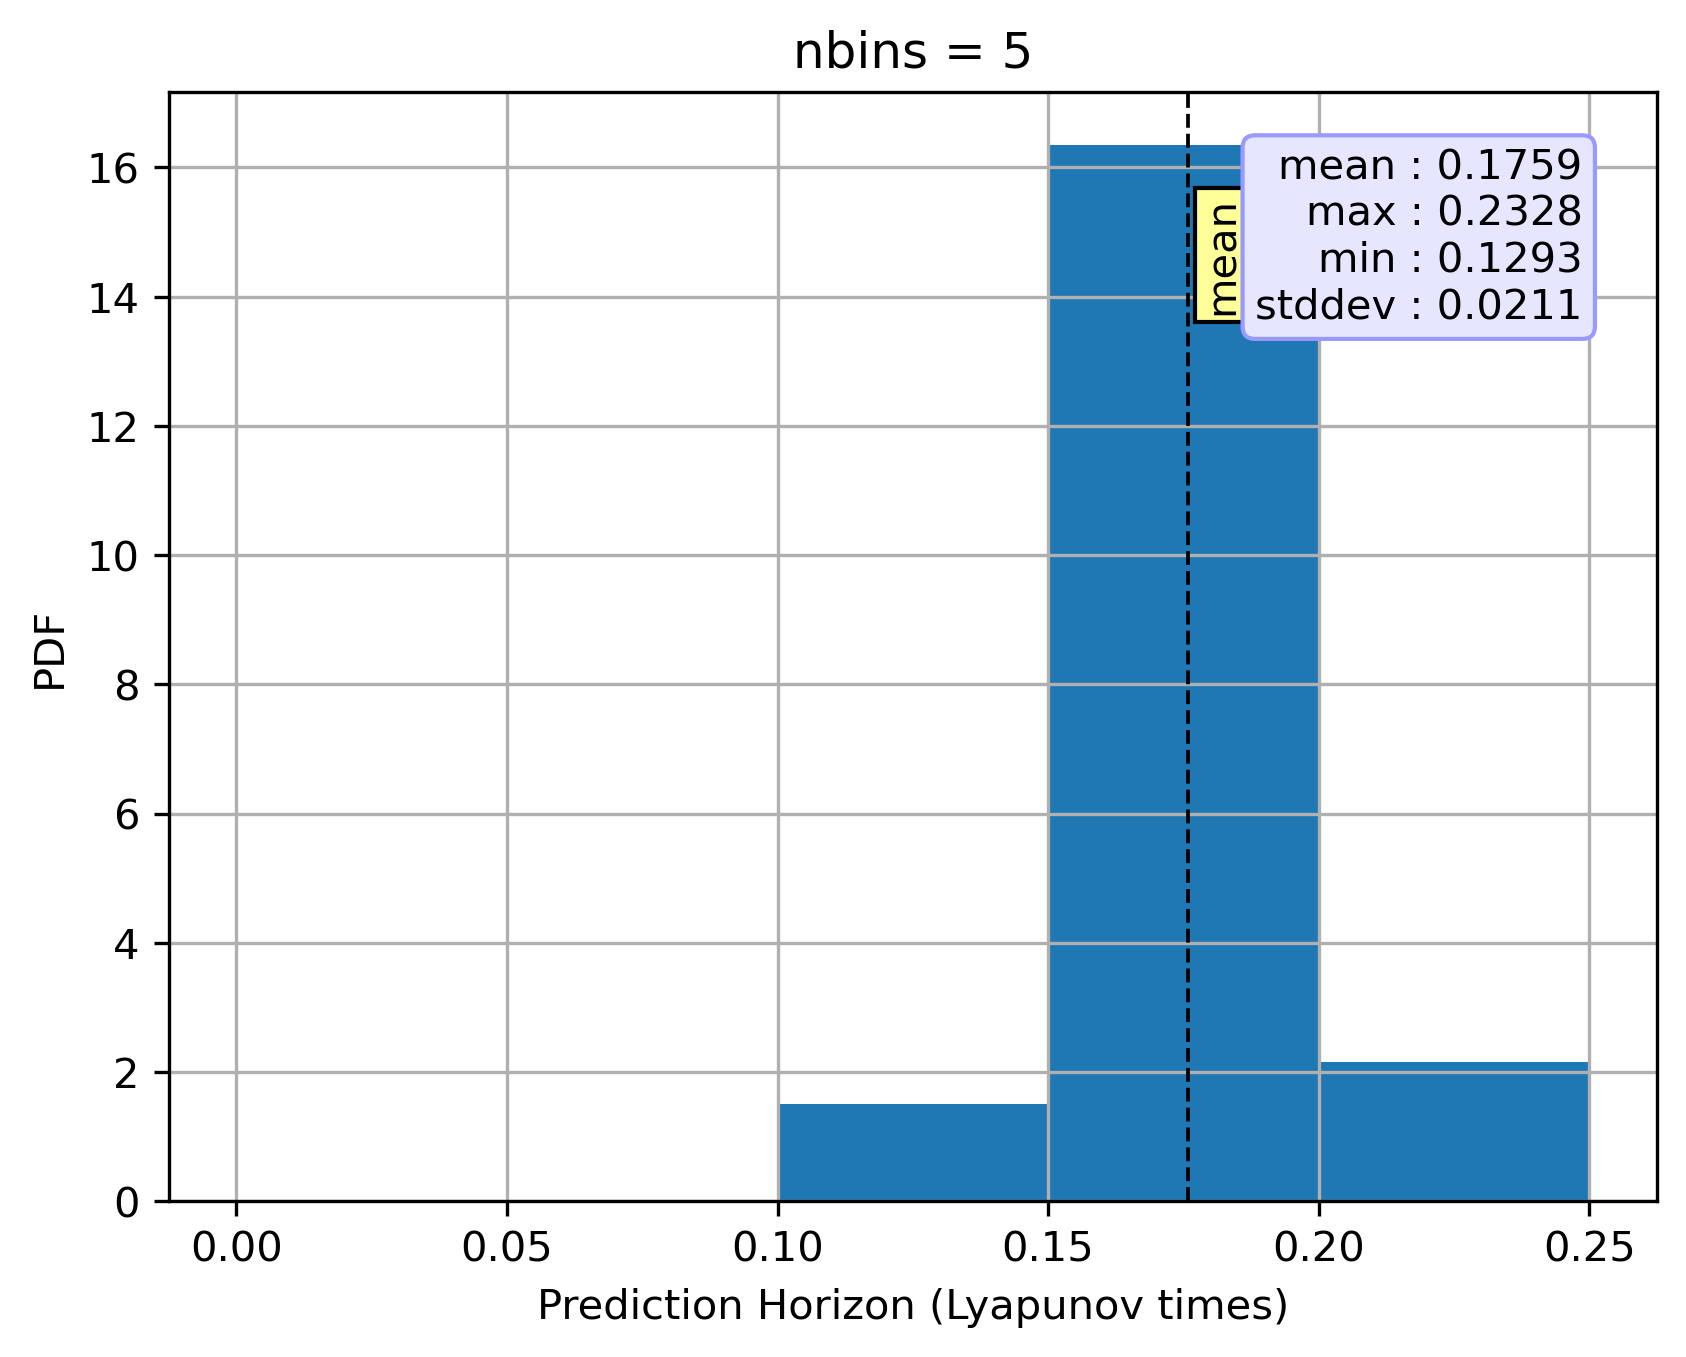 nbins = 5
mean : 0.1759
max : 0.2328
min : 0.1293
stddev : 0.0211
mean
PDF
16
14
12
10
8
6
4
2
0
0.00 0.05 0.10 0.15 0.20 0.25
Prediction Horizon (Lyapunov times)